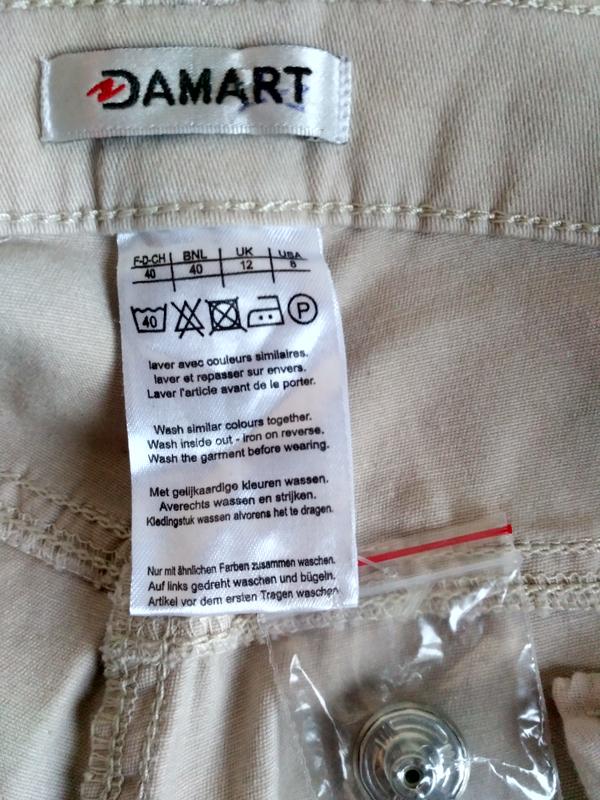 DAMART
F-D-CH BNL UK USA
40 40 12 8
40 P
laver avec couleurs similaires.
laver et repasser sur envers.
Laver l'article avant de le porter.
Wash similar colours together.
Wash inside out - iron on reverse.
Wash the garment before wearing.
Met gelijkaardige kleuren wassen.
Averechts wassen en strijken.
Kledingstuk wassen alvorens het te dragen.
Nur mit ähnlichen Farben zusammen waschen.
Auf links gedreht waschen und bügeln.
Artikel vor dem ersten Tragen waschen